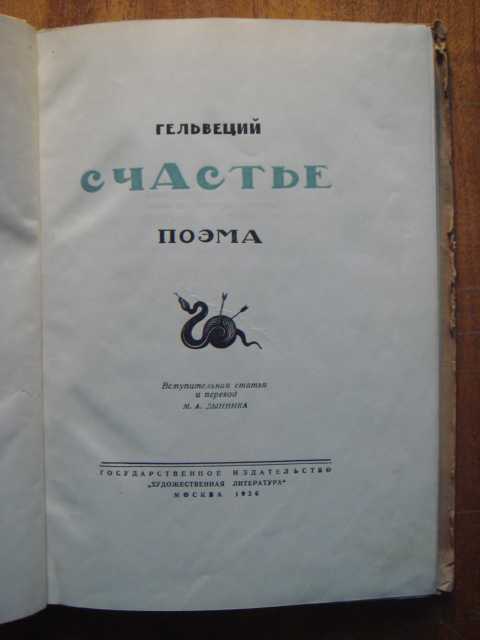 ГЕЛЬВЕЦИЙ
СЧАСТЬЕ
ПОЭМА
Вступительная статья
и перевод
М. А. ДЫННИКА
ГОСУДАРСТВЕННОЕ ИЗДАТЕЛЬСТВО
„ХУДОЖЕСТВЕННАЯ ЛИТЕРАТУРА"
МОСКВА 1936